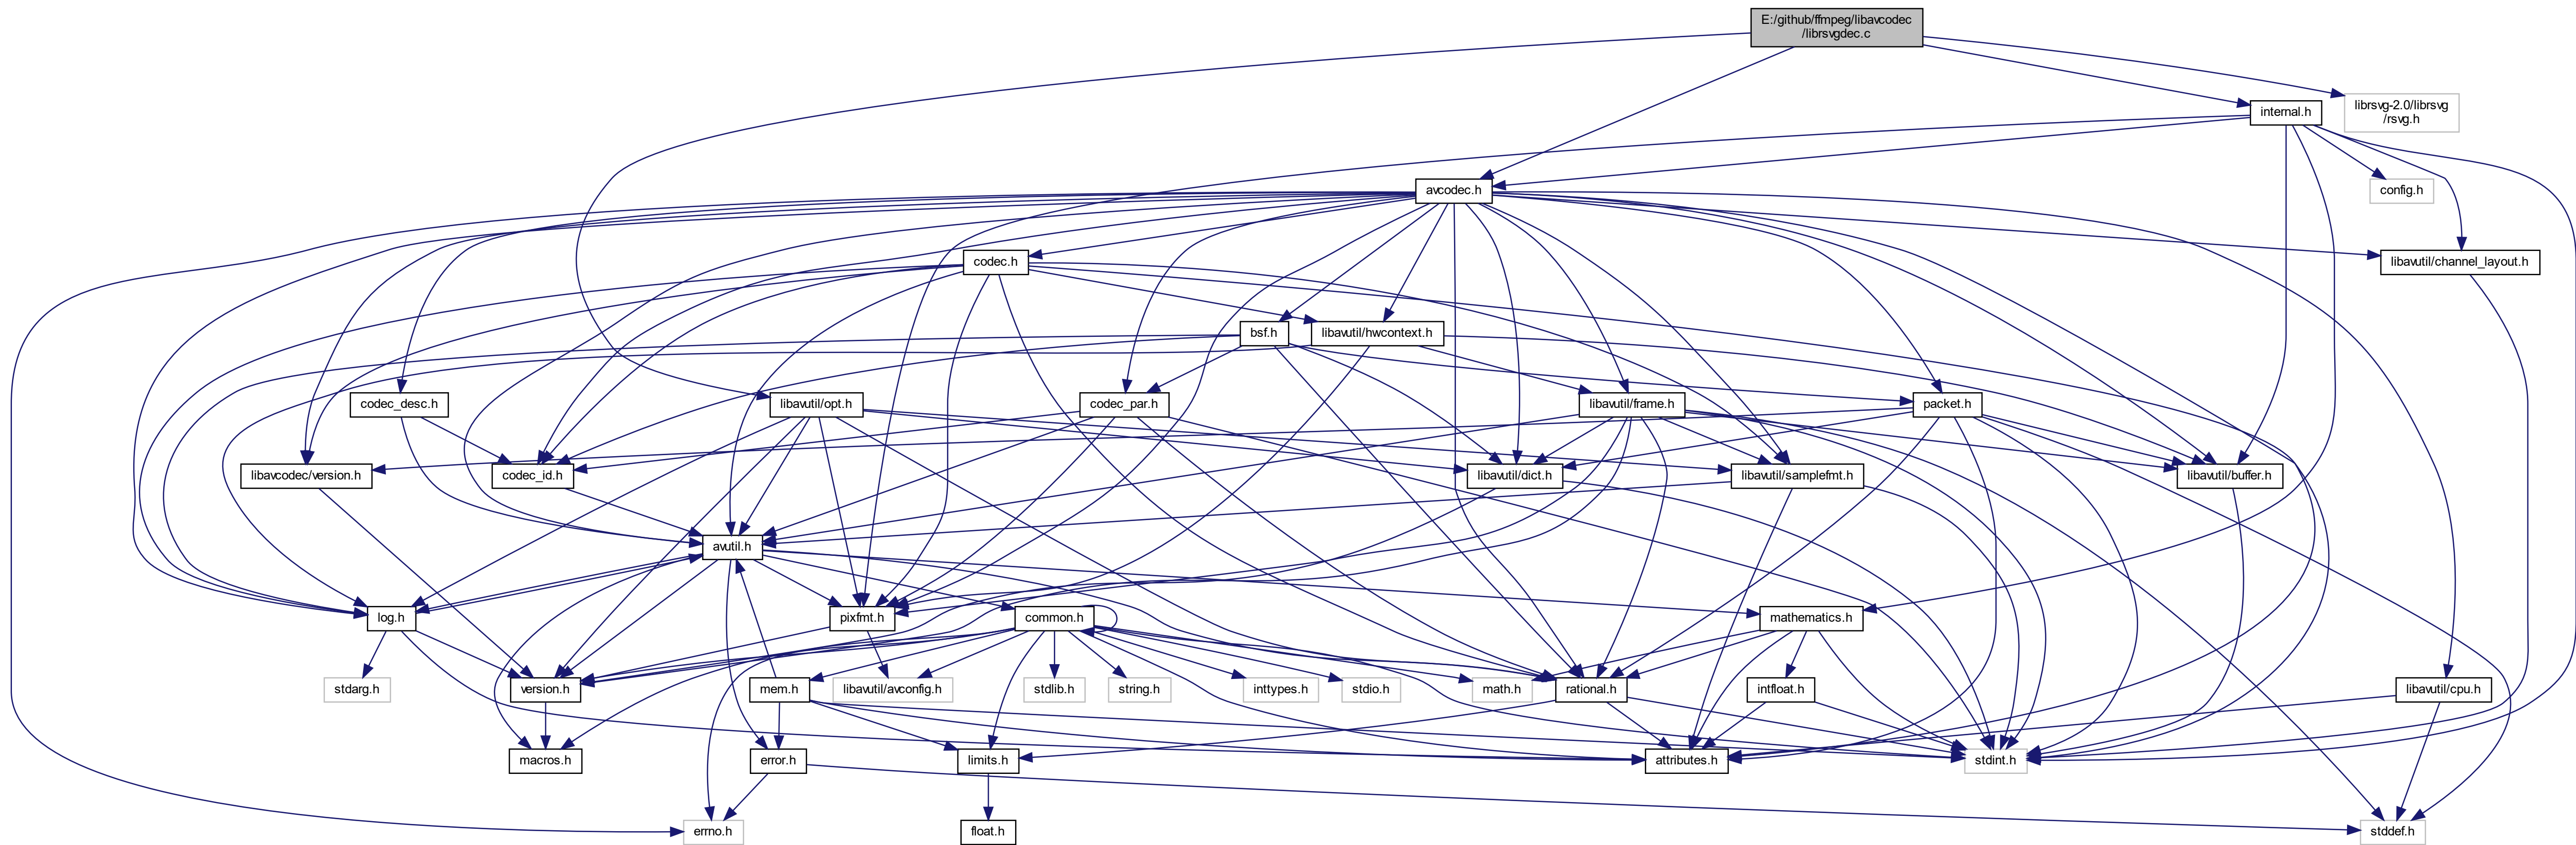 E:/github/ffmpeg/libavcodec
/librsvgdec.c
internal.h
librsvg-2.0/librsvg
/rsvg.h
avcodec.h
config.h
codec.h
libavutil/channel_layout.h
bsf.h
libavutil/hwcontext.h
codec_desc.h
libavutil/opt.h
codec_par.h
libavutil/frame.h
packet.h
libavcodec/version.h
codec_id.h
libavutil/dict.h
libavutil/samplefmt.h
libavutil/buffer.h
avutil.h
log.h
pixfmt.h
common.h
mathematics.h
stdarg.h
version.h
mem.h
libavutil/avconfig.h
stdlib.h
string.h
inttypes.h
stdio.h
math.h
rational.h
intfloat.h
libavutil/cpu.h
macros.h
error.h
limits.h
attributes.h
stdint.h
errno.h
float.h
stddef.h